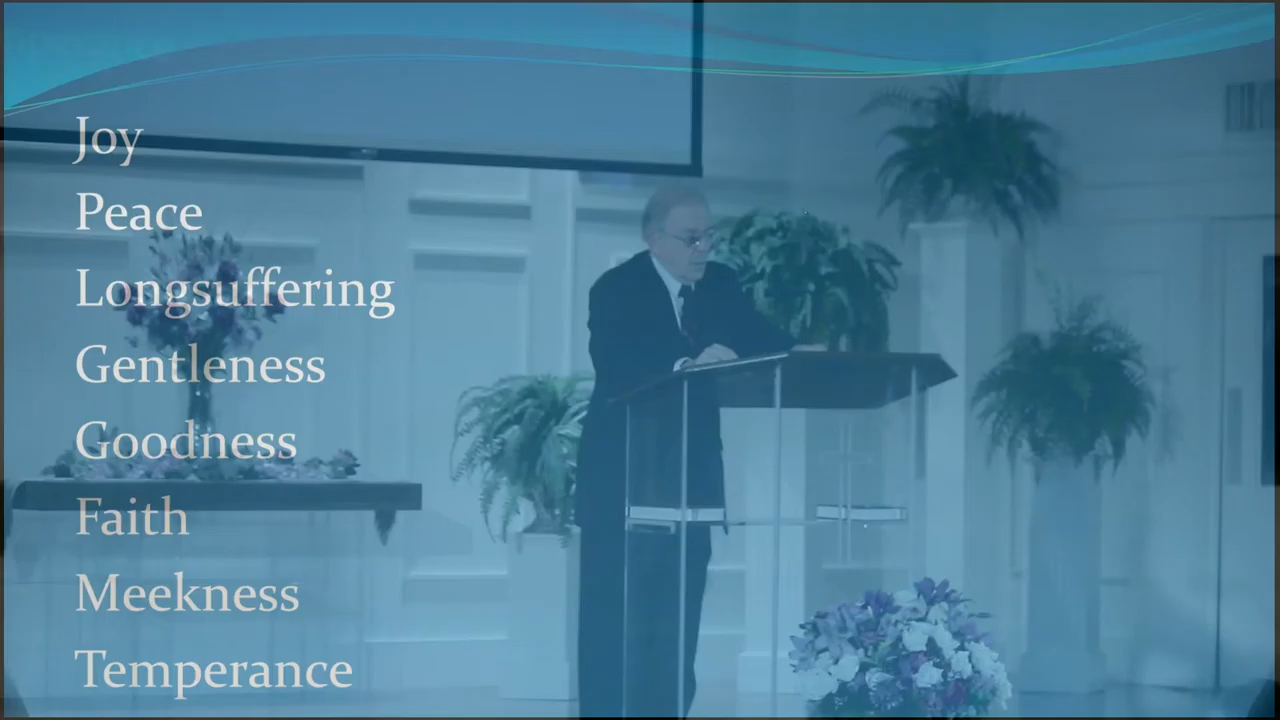 Joy
Peace
Longsuffering
Gentleness
Goodness
Faith
Meekness
Temperance